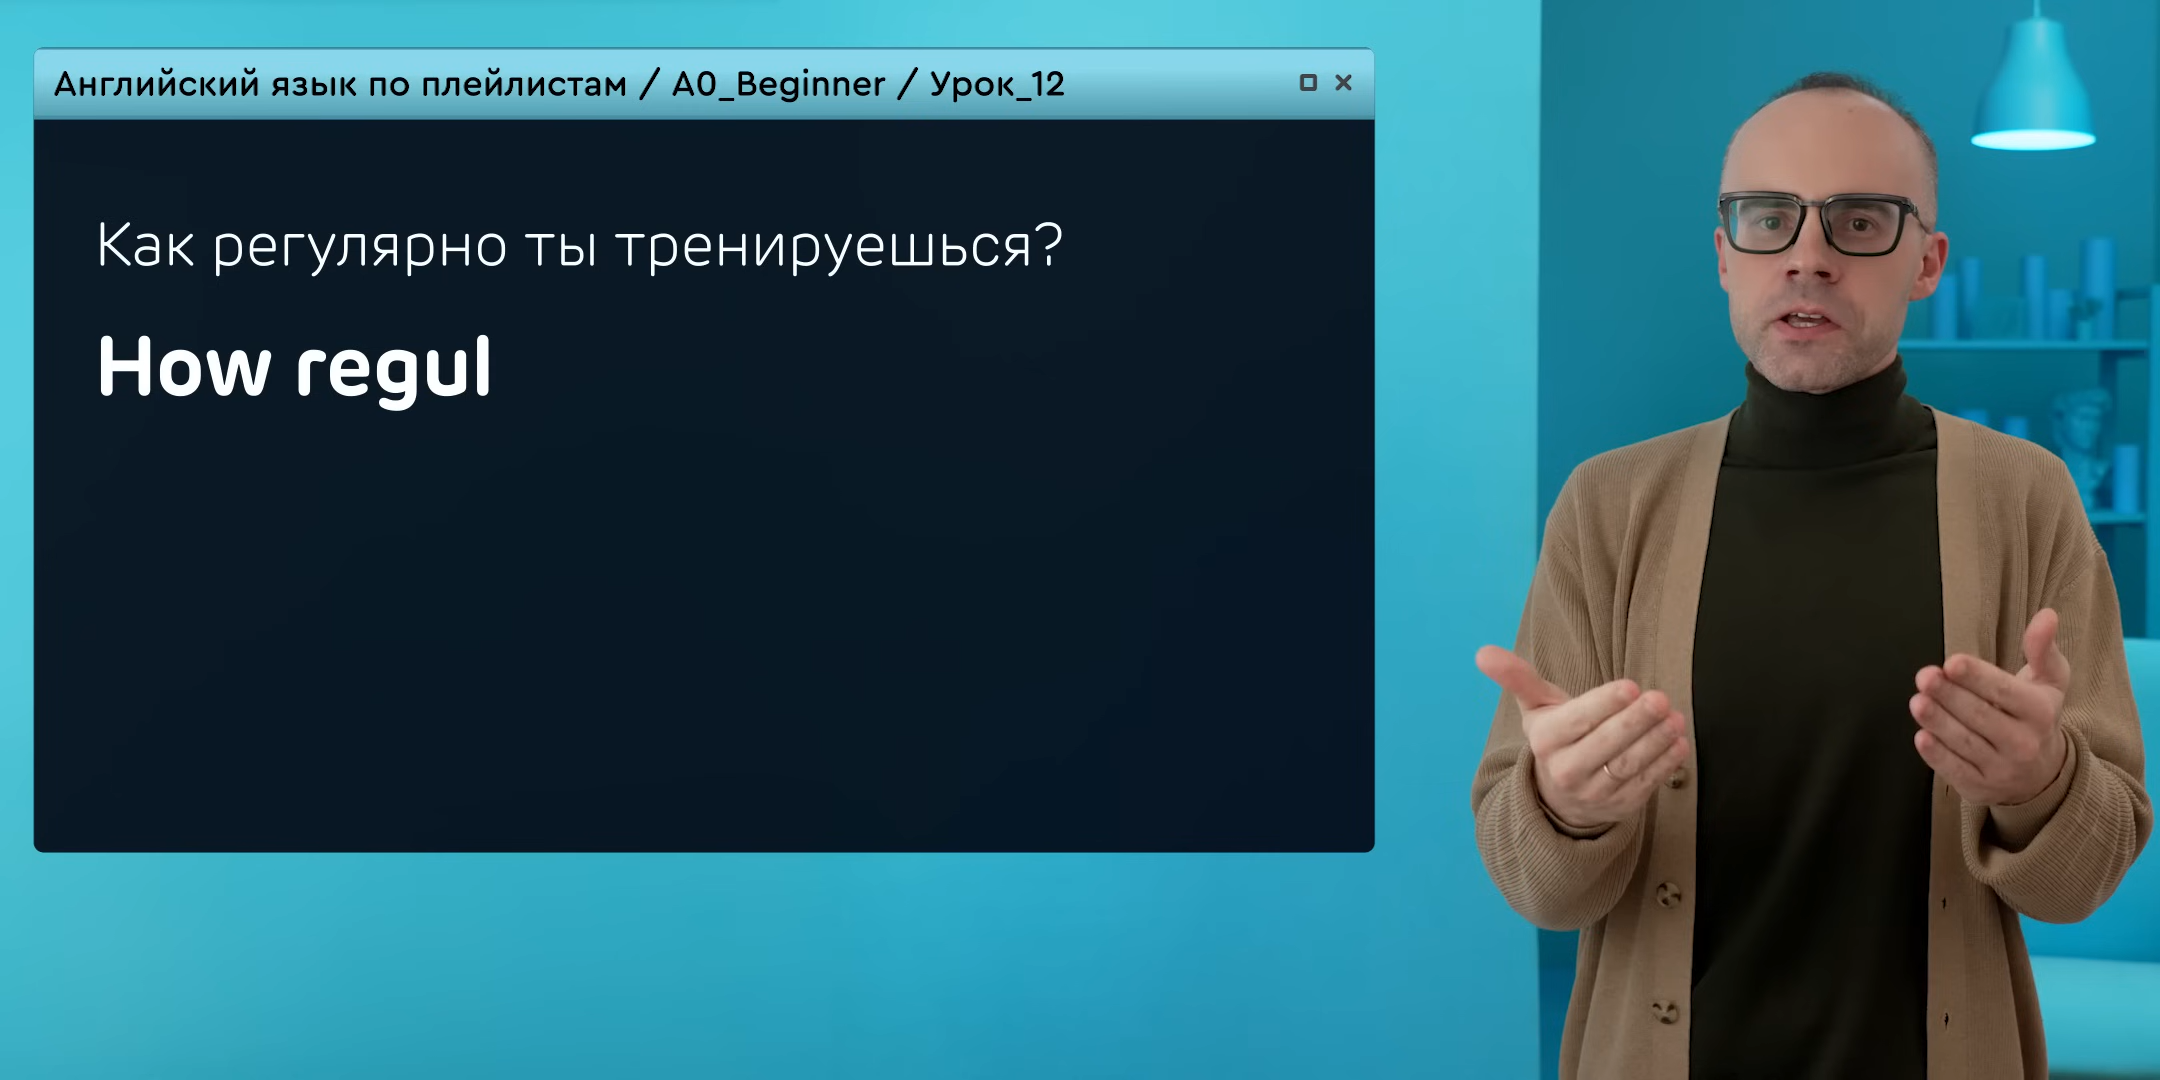 Английский язык по плейлистам / A0_Beginner / Урок_12
Как регулярно ты тренируешься?
How regul